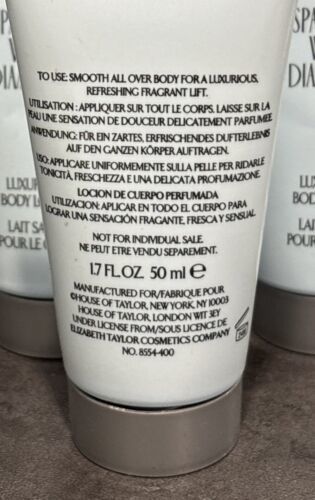 TO USE: SMOOTH ALL OVER BODY FOR A LUXURIOUS,
REFRESHING FRAGRANT LIFT.
UTILISATION : APPLIQUER SUR TOUT LE CORPS. LAISSE SUR LA
PEAU UNE SENSATION DE DOUCEUR DELICATEMENT PARFUMEE.
ANWENDUNG: FÜR EIN ZARTES, ERFRISCHENDES DUFTERLEBNIS
AUF DEN GANZEN KÖRPER AUFTRAGEN.
USO: APPLICARE UNIFORMEMENTE SULLA PELLE PER RIDARLE
TONICITÀ, FRESCHEZZA E UNA DELICATA PROFUMAZIONE.
LOCION DE CUERPO PERFUMADA
UTILIZACION: APLICAR EN TODO EL CUERPO PARA
LOGRAR UNA SENSACIÓN FRAGANTE, FRESCA Y SENSUAL.
NOT FOR INDIVIDUAL SALE.
NE PEUT ETRE VENDU SEPAREMENT.
1.7 FL.OZ. 50 ml e
MANUFACTURED FOR/FABRIQUE POUR
©HOUSE OF TAYLOR, NEW YORK, NY 10003
HOUSE OF TAYLOR, LONDON W1T 3EY
UNDER LICENSE FROM/SOUS LICENCE DE
ELIZABETH TAYLOR COSMETICS COMPANY
NO. 8554-400
SPA
W
DIAM
LUXUR
BODY L
LAIT SA
POUR LE C
DIA
LUX
BODY
LAIT
POUR